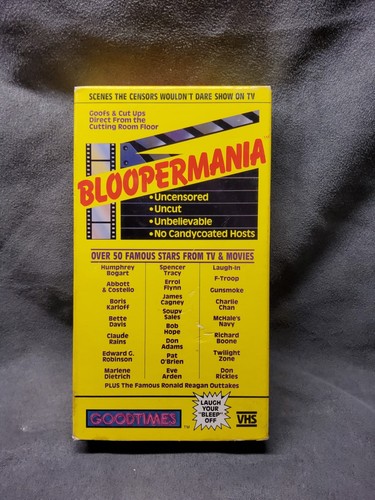 SCENES THE CENSORS WOULDN'T DARE SHOW ON TV
Goofs & Cut Ups
Direct From the
Cutting Room Floor
BLOOPERMANIA
• Uncensored
• Uncut
• Unbelievable
• No Candycoated Hosts
OVER 50 FAMOUS STARS FROM TV & MOVIES
Humphrey
Bogart
Abbott
& Costello
Boris
Karloff
Bette
Davis
Claude
Rains
Edward G.
Robinson
Marlene
Dietrich
Spencer
Tracy
Errol
Flynn
James
Cagney
Soupy
Sales
Bob
Hope
Don
Adams
Pat
O'Brien
Eve
Arden
Laugh-in
F-Troop
Gunsmoke
Charlie
Chan
McHale's
Navy
Richard
Boone
Twilight
Zone
Don
Rickles
PLUS The Famous Ronald Reagan Outtakes
GOODTIMES
TM
LAUGH
YOUR
"BLEEP"
OFF
VHS